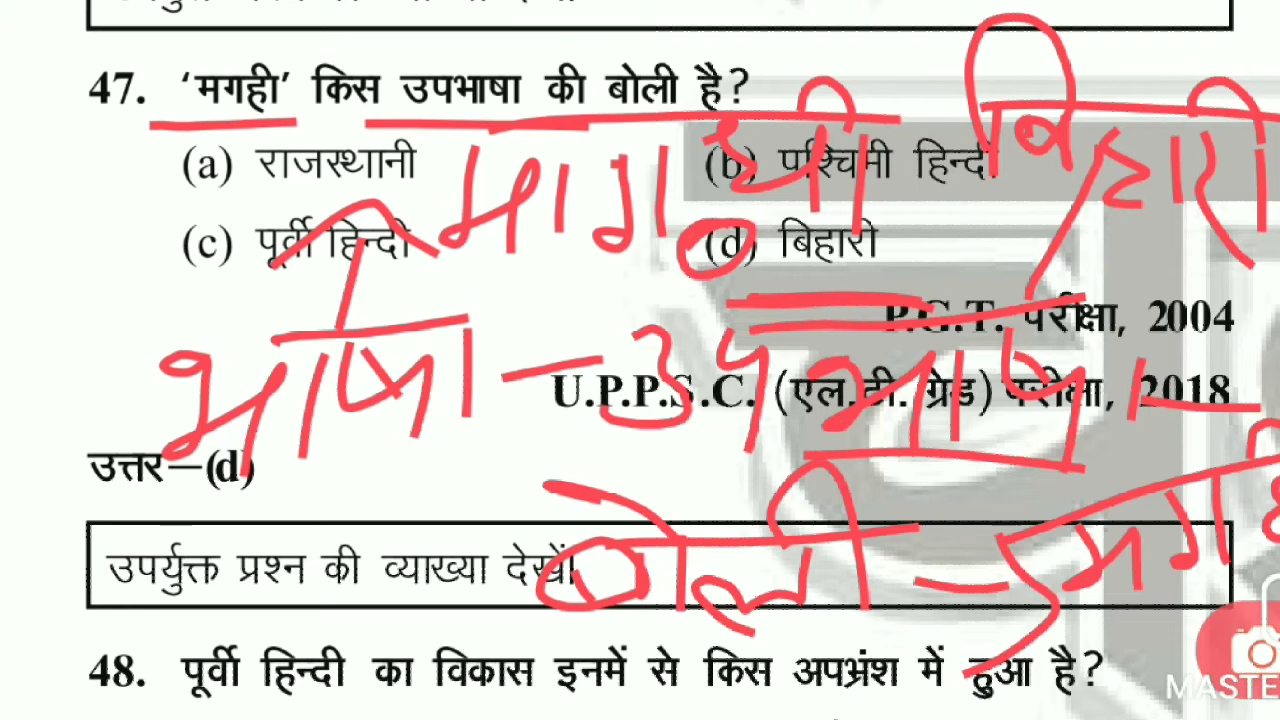 47. 'मगही' किस उपभाषा की बोली है?
(a) राजस्थानी (b) पश्चिमी हिन्दी
मागधी बिहारी
(c) पूर्वी हिन्दी (d) बिहारी
P.G.T. परीक्षा, 2004
भाषा – उपभाषा –
U.P.P.S.C. (एल.टी. ग्रेड) परीक्षा, 2018
उत्तर—(d)
बोली – मगह
उपर्युक्त प्रश्न की व्याख्या देखें।
48. पूर्वी हिन्दी का विकास इनमें से किस अपभ्रंश में हुआ है?
MASTE